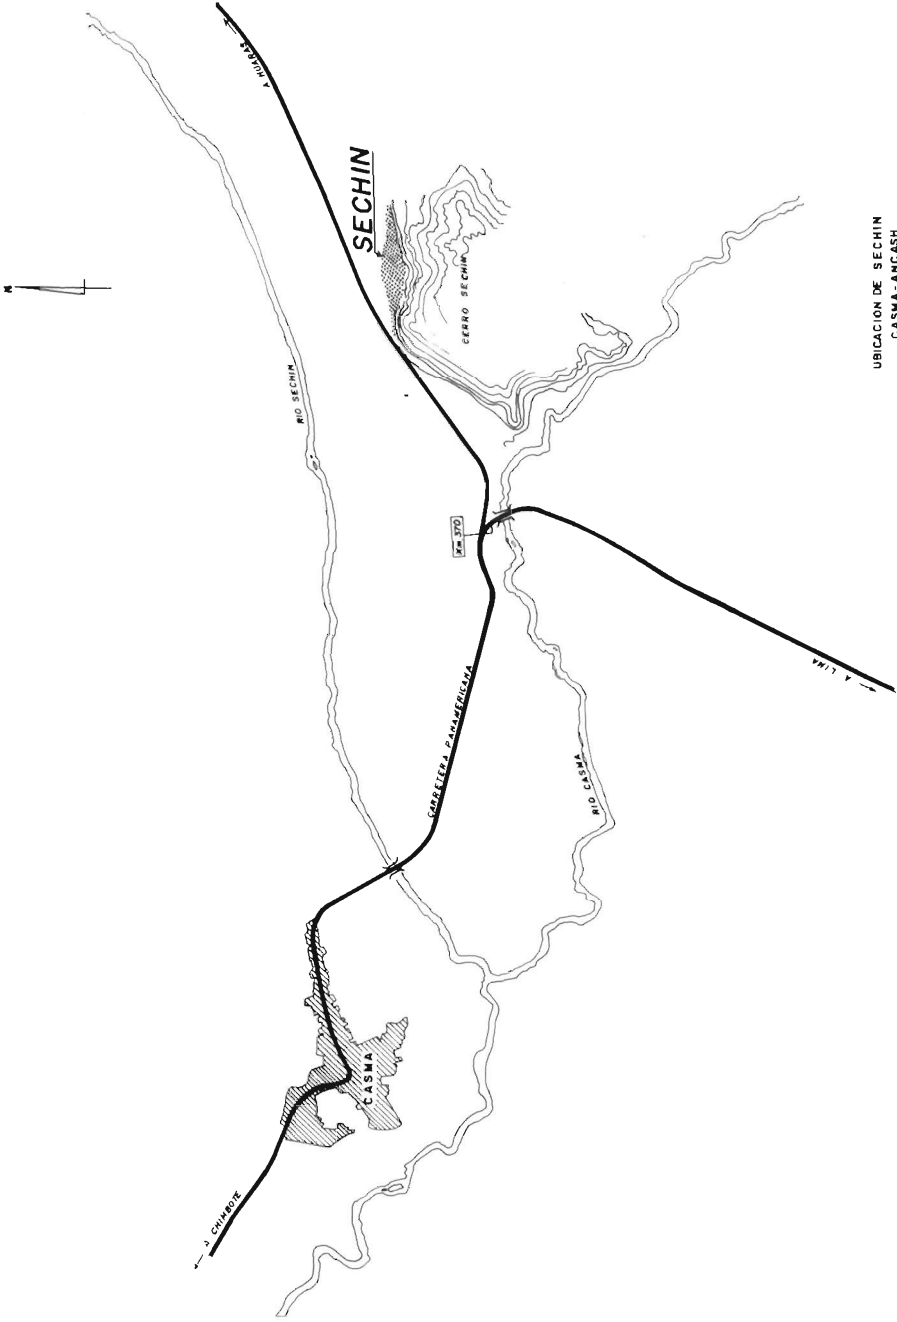 N
A HUARAS
SECHIN
CERRO SECHIN
RIO SECHIN
Km 370
CARRETERA PANAMERICANA
A LIMA
RIO CASMA
CASMA
A CHIMBOTE
UBICACION DE SECHIN
CASMA-ANCASH